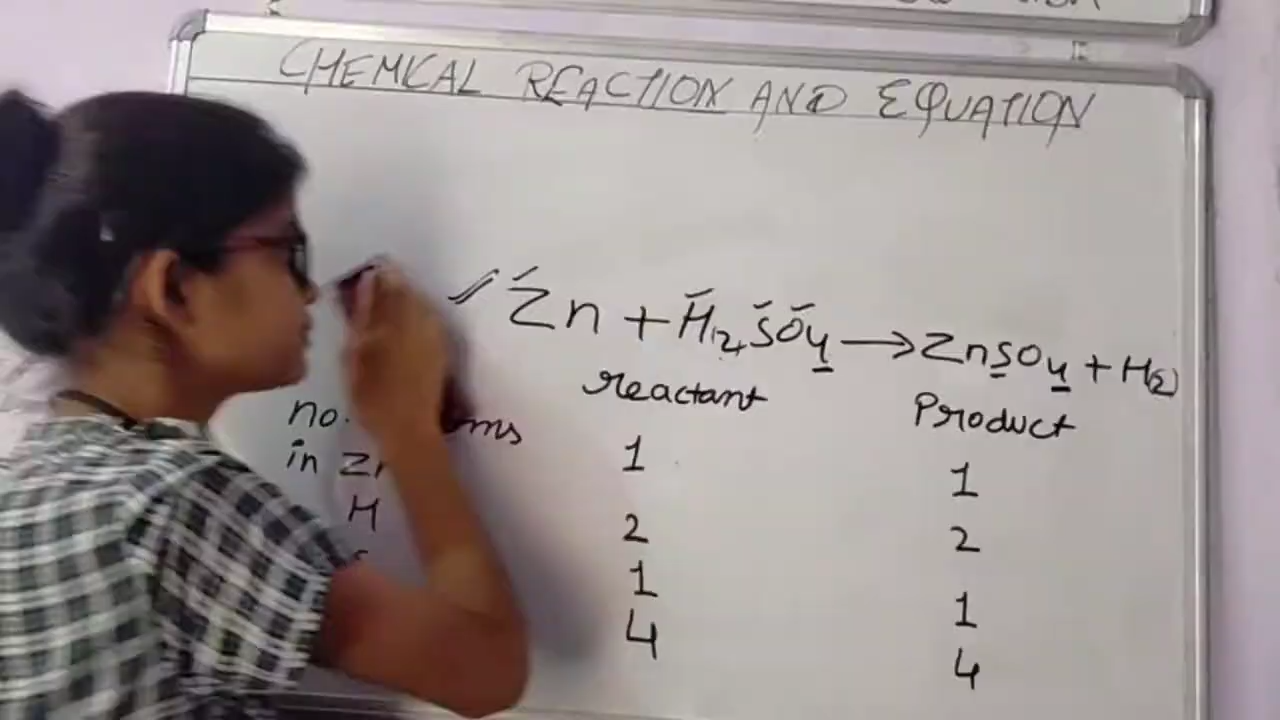 CHEMICAL REACTION AND EQUATION
Zn + H2SO4 → ZnSO4 + H2
reactant Product
no.
in 1 1
H 2 2
1 1
4 4